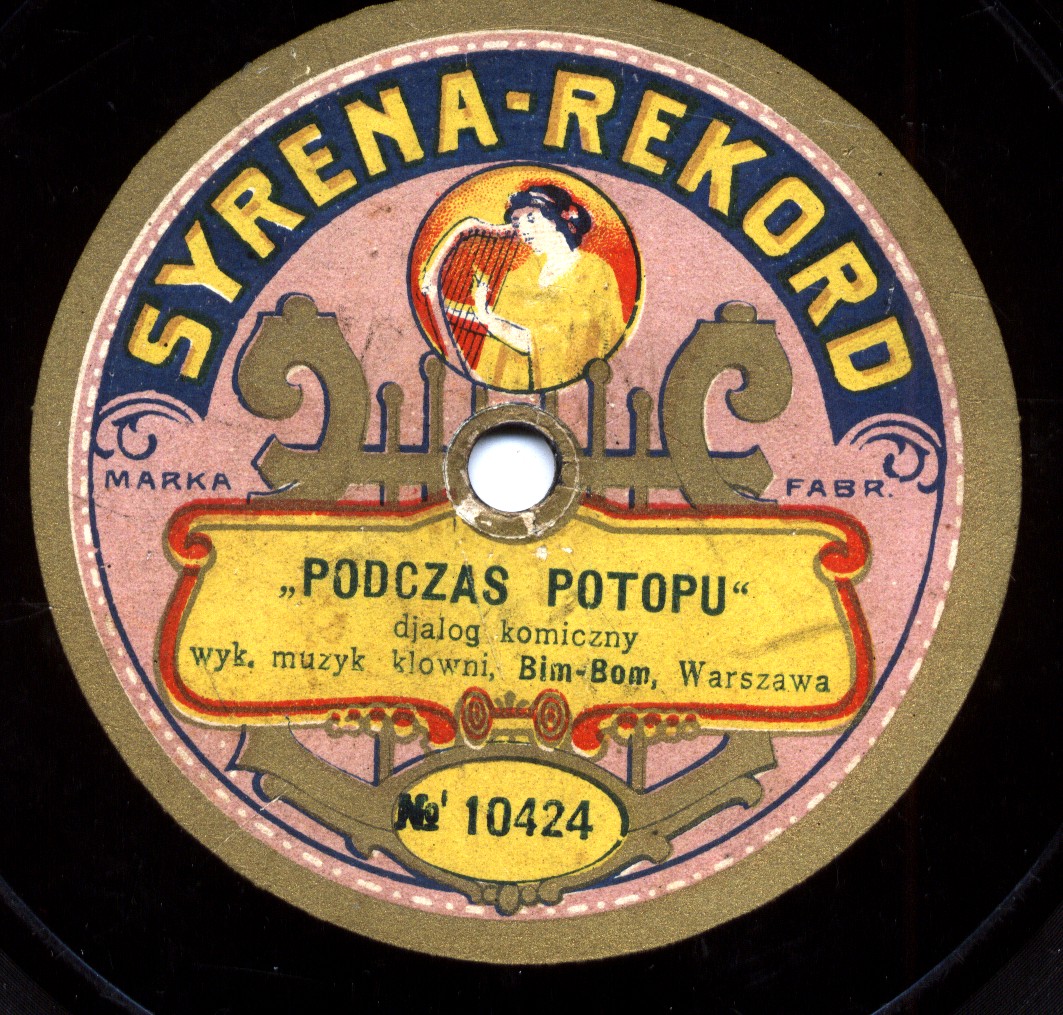 SYRENA-REKORD
MARKA FABR.
„PODCZAS POTOPU“
djalog komiczny
wyk. muzyk klowni, Bim-Bom, Warszawa
№ 10424